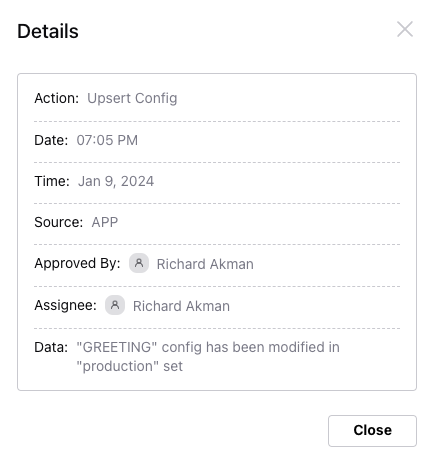 Details
Action: Upsert Config
Date: 07:05 PM
Time: Jan 9, 2024
Source: APP
Approved By: Richard Akman
Assignee: Richard Akman
Data: "GREETING" config has been modified in
"production" set
Close